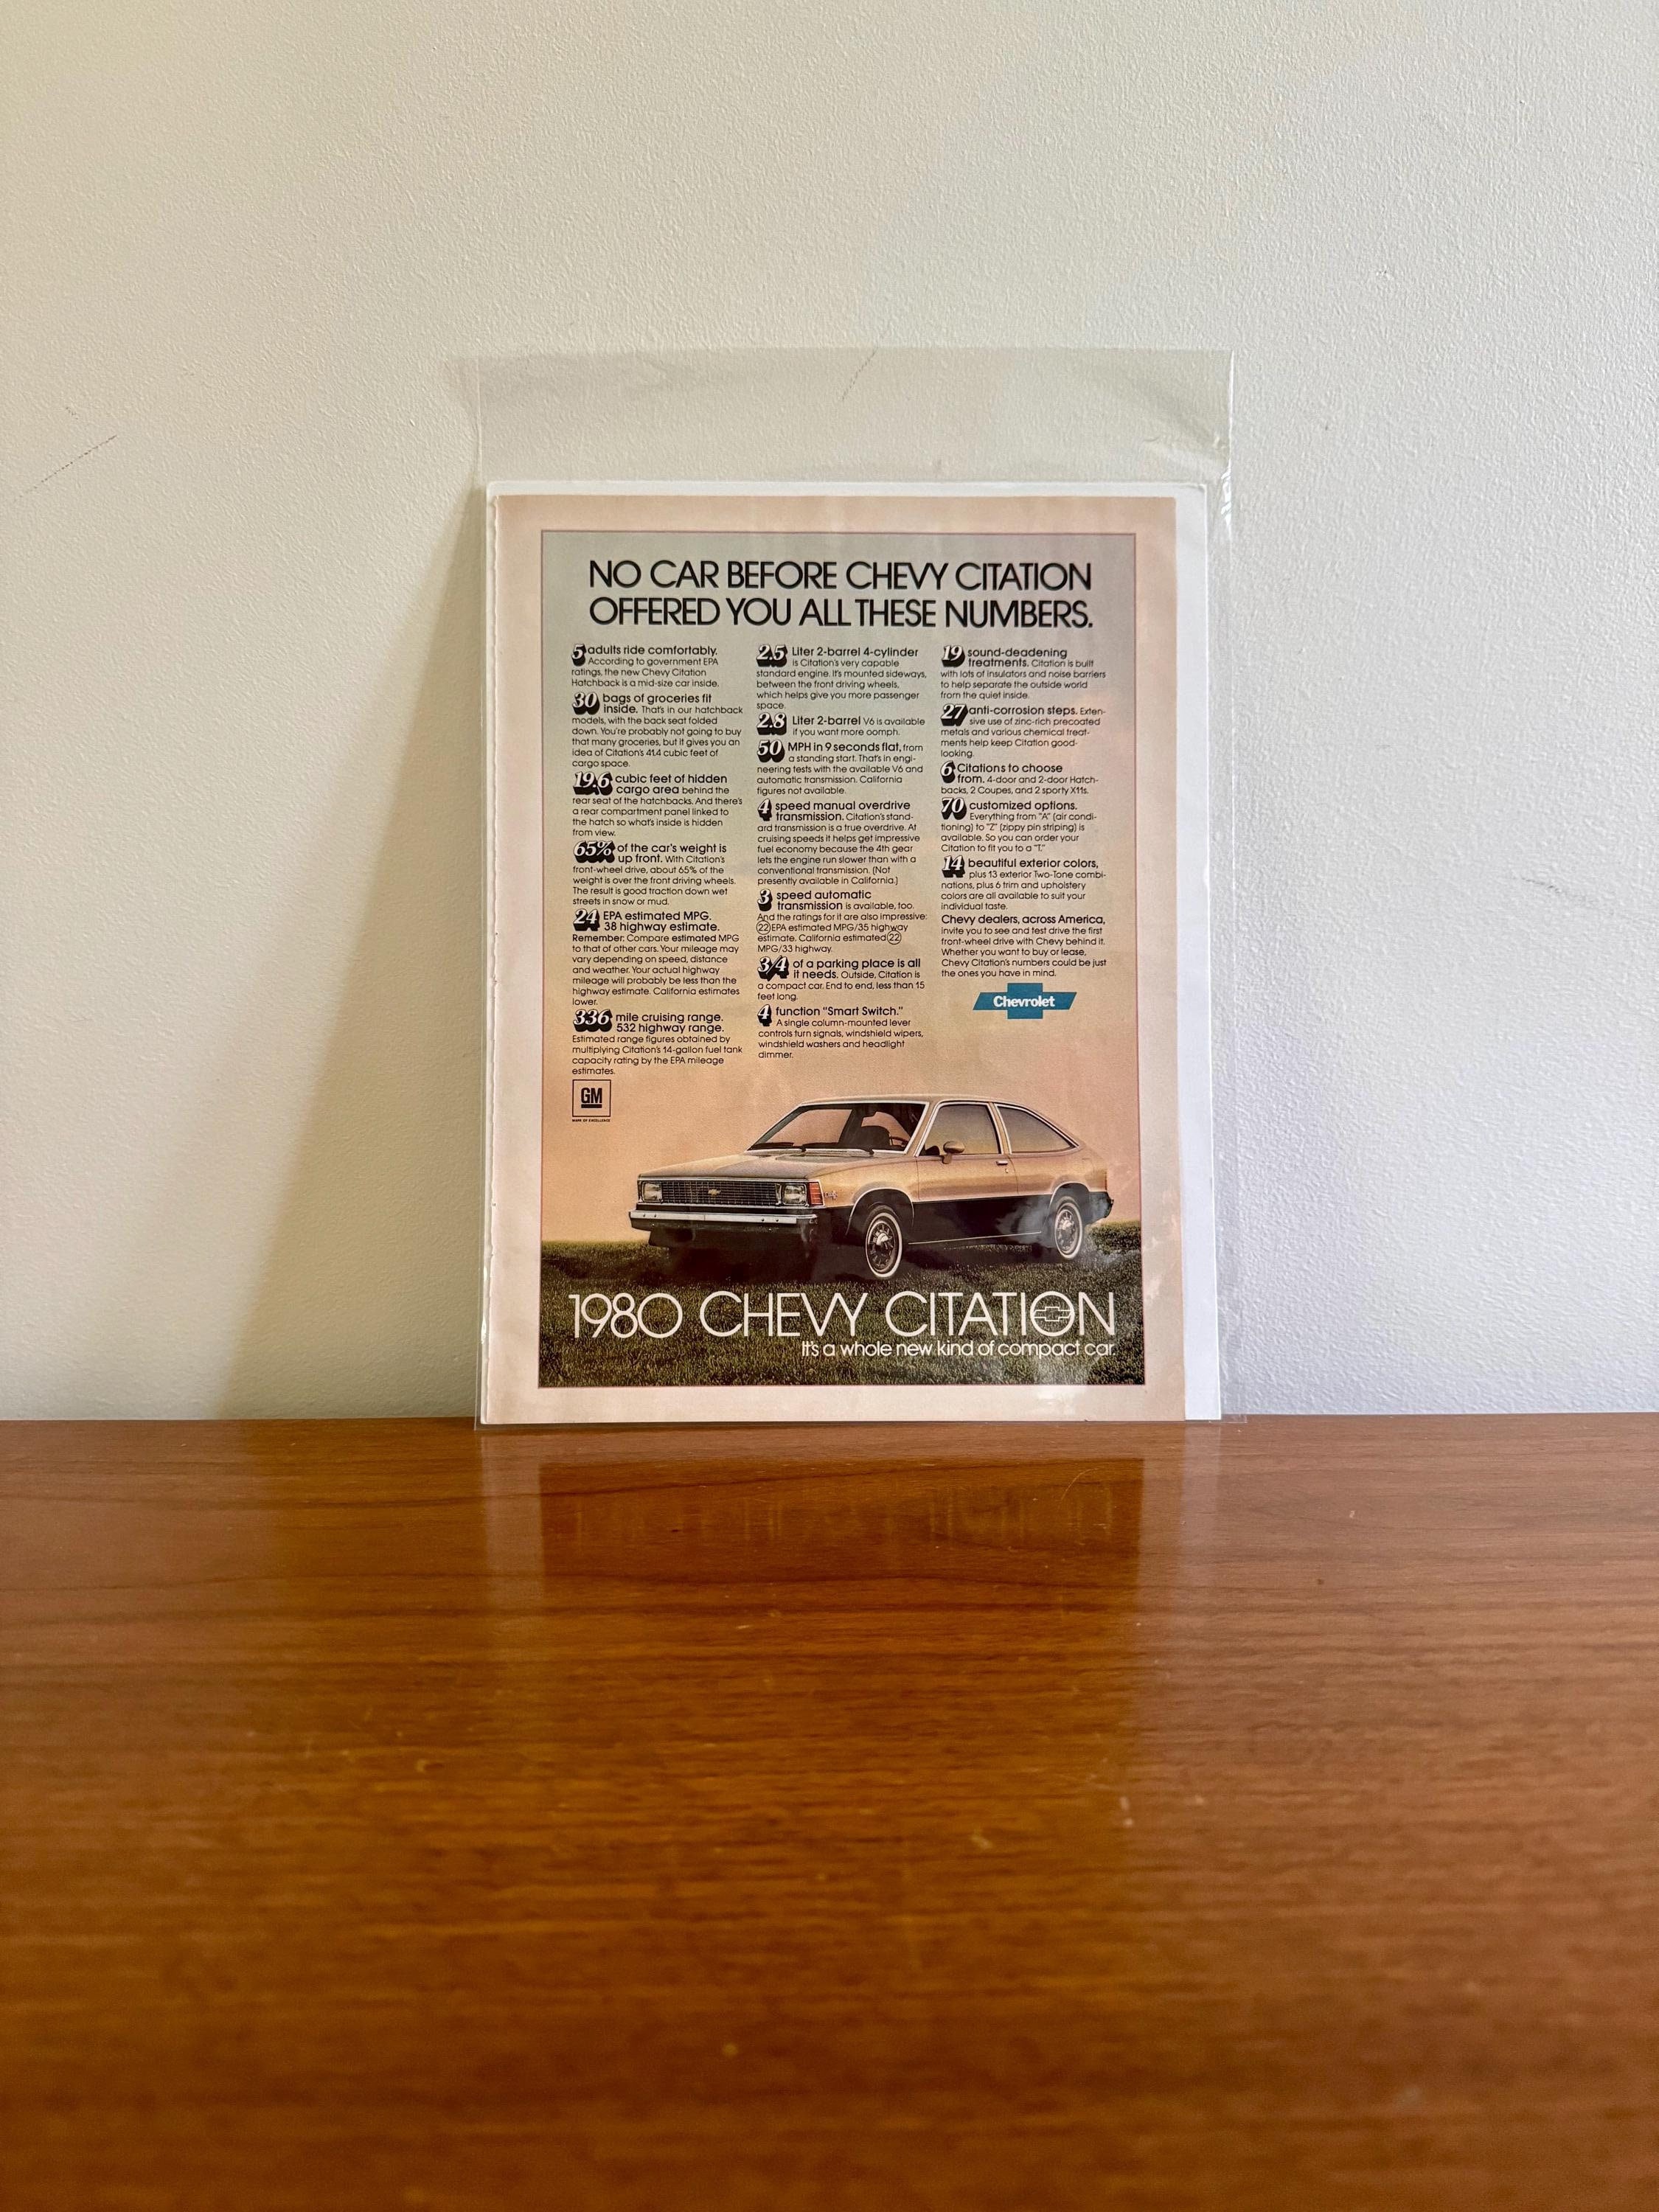 NO CAR BEFORE CHEVY CITATION
OFFERED YOU ALL THESE NUMBERS.
5 adults ride comfortably.
According to government EPA
ratings, the new Chevy Citation
Hatchback is a mid-size car inside.
30 bags of groceries fit
inside. That's in our hatchback
models, with the back seat folded
down. You're probably not going to buy
that many groceries, but it gives you an
idea of Citation's 41.4 cubic feet of
cargo space.
19.6 cubic feet of hidden
cargo area behind the
rear seat of the hatchbacks. And there's
a rear compartment panel linked to
the hatch so what's inside is hidden
from view.
65% of the car's weight is
up front. With Citation's
front-wheel drive, about 65% of the
weight is over the front driving wheels.
The result is good traction down wet
streets in snow or mud.
24 EPA estimated MPG.
38 highway estimate.
Remember: Compare estimated MPG
to that of other cars. Your mileage may
vary depending on speed, distance
and weather. Your actual highway
mileage will probably be less than the
highway estimate. California estimates
lower.
336 mile cruising range.
532 highway range.
Estimated range figures obtained by
multiplying Citation's 14-gallon fuel tank
capacity rating by the EPA mileage
estimates.
GM
MARK OF EXCELLENCE
2.5 Liter 2-barrel 4-cylinder
is Citation's very capable
standard engine. It's mounted sideways,
between the front driving wheels,
which helps give you more passenger
space.
2.8 Liter 2-barrel V6 is available
if you want more oomph.
50 MPH in 9 seconds flat, from
a standing start. That's in engi-
neering tests with the available V6 and
automatic transmission. California
figures not available.
4 speed manual overdrive
transmission. Citation's stand-
ard transmission is a true overdrive. At
cruising speeds it helps get impressive
fuel economy because the 4th gear
lets the engine run slower than with a
conventional transmission. (Not
presently available in California.)
3 speed automatic
transmission is available, too.
And the ratings for it are also impressive:
22 EPA estimated MPG/35 highway
estimate. California estimated 22
MPG/33 highway.
3/4 of a parking place is all
it needs. Outside, Citation is
a compact car. End to end, less than 15
feet long.
4 function "Smart Switch."
A single column-mounted lever
controls turn signals, windshield wipers,
windshield washers and headlight
dimmer.
19 sound-deadening
treatments. Citation is built
with lots of insulators and noise barriers
to help separate the outside world
from the quiet inside.
27 anti-corrosion steps. Exten-
sive use of zinc-rich precoated
metals and various chemical treat-
ments help keep Citation good-
looking.
6 Citations to choose
from. 4-door and 2-door Hatch-
backs, 2 Coupes, and 2 sporty X11s.
70 customized options.
Everything from "A" (air condi-
tioning) to "Z" (zippy pin striping) is
available. So you can order your
Citation to fit you to a "T."
14 beautiful exterior colors,
plus 13 exterior Two-Tone combi-
nations, plus 6 trim and upholstery
colors are all available to suit your
individual taste.
Chevy dealers, across America,
invite you to see and test drive the first
front-wheel drive with Chevy behind it.
Whether you want to buy or lease,
Chevy Citation's numbers could be just
the ones you have in mind.
Chevrolet
1980 CHEVY CITATION
It's a whole new kind of compact car.